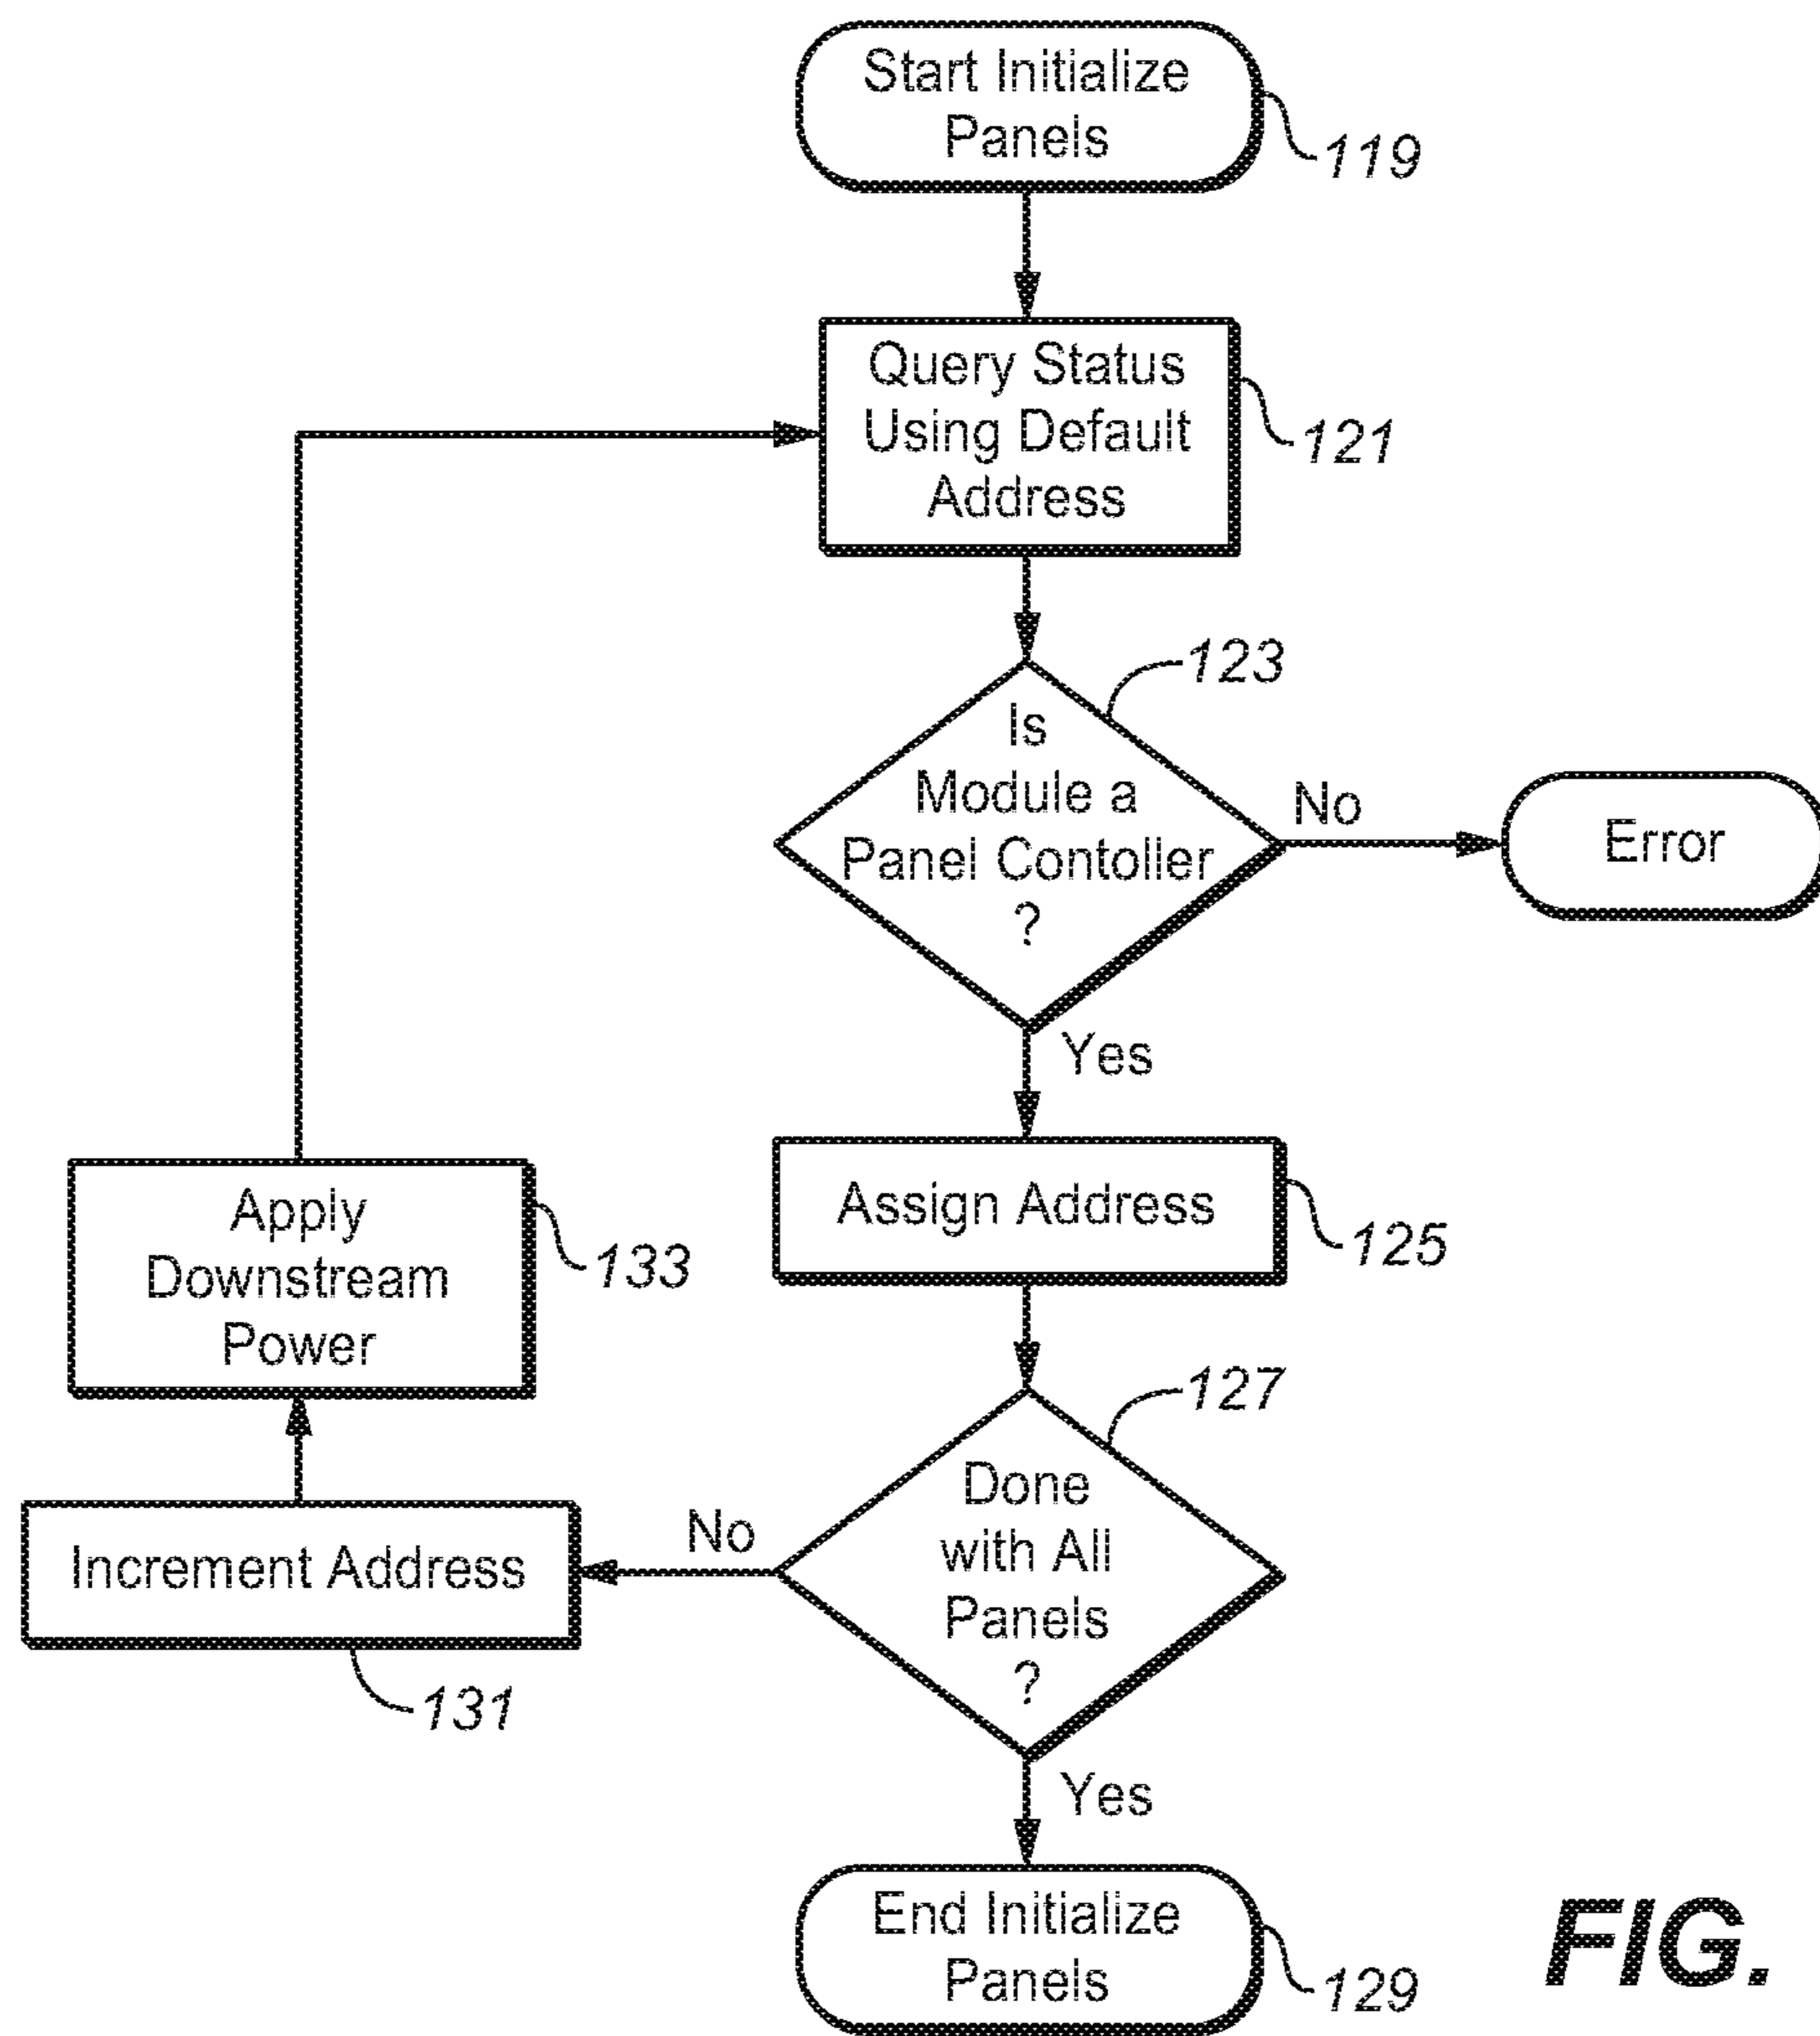 Start Initialize
Panels
119
Query Status
Using Default
Address
121
123
Is
Module a
Panel Contoller
?
No
Error
Yes
Assign Address
125
Apply
Downstream
Power
133
127
Done
with All
Panels
?
No
Increment Address
131
Yes
End Initialize
Panels
129
FIG.